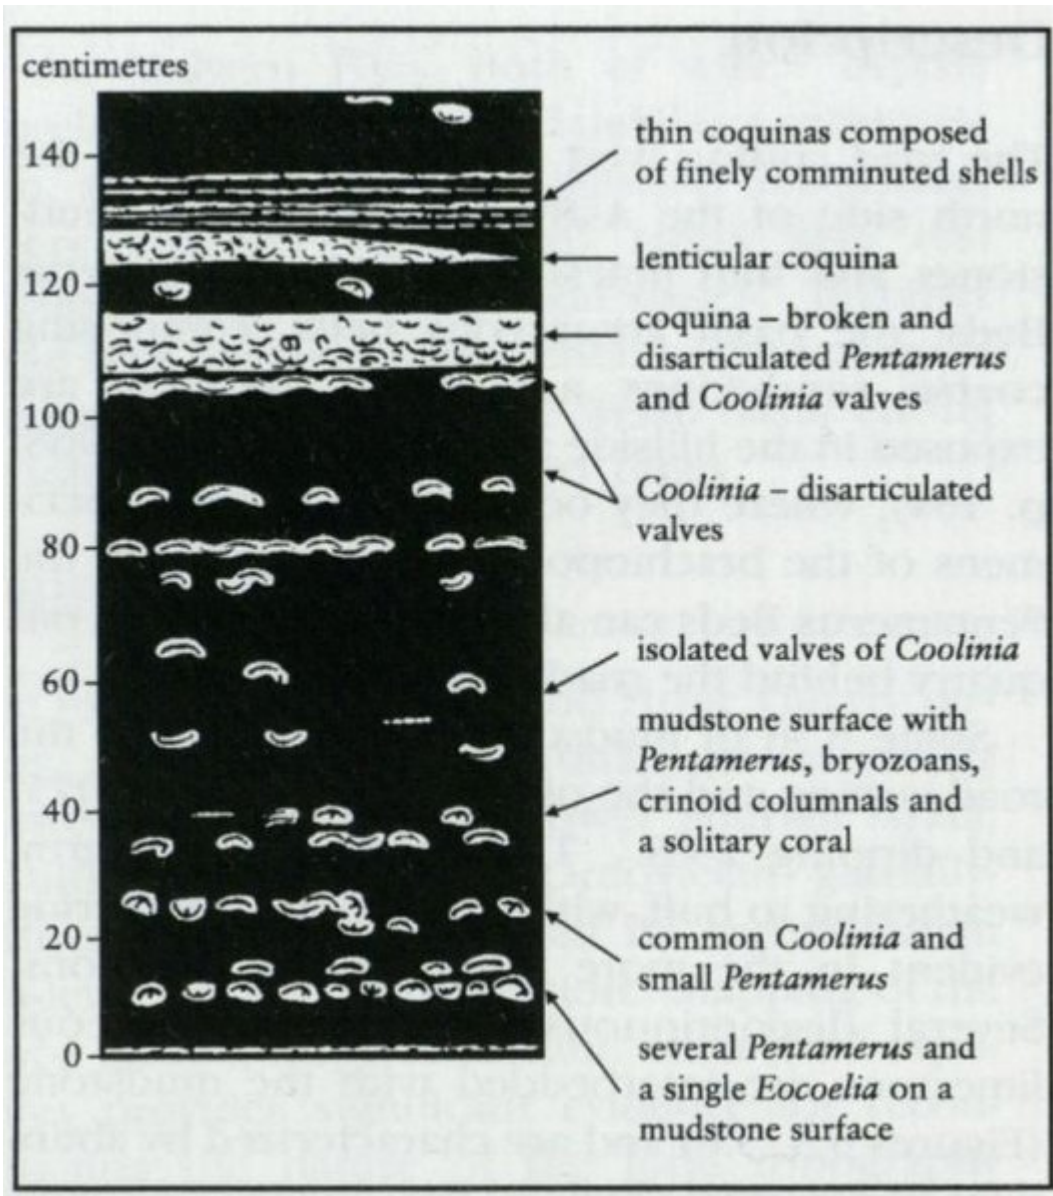 centimetres
140
120
100
80
60
40
20
0
thin coquinas composed
of finely comminuted shells
lenticular coquina
coquina – broken and
disarticulated Pentamerus
and Coolinia valves
Coolinia – disarticulated
valves
isolated valves of Coolinia
mudstone surface with
Pentamerus, bryozoans,
crinoid columnals and
a solitary coral
common Coolinia and
small Pentamerus
several Pentamerus and
a single Eocoelia on a
mudstone surface